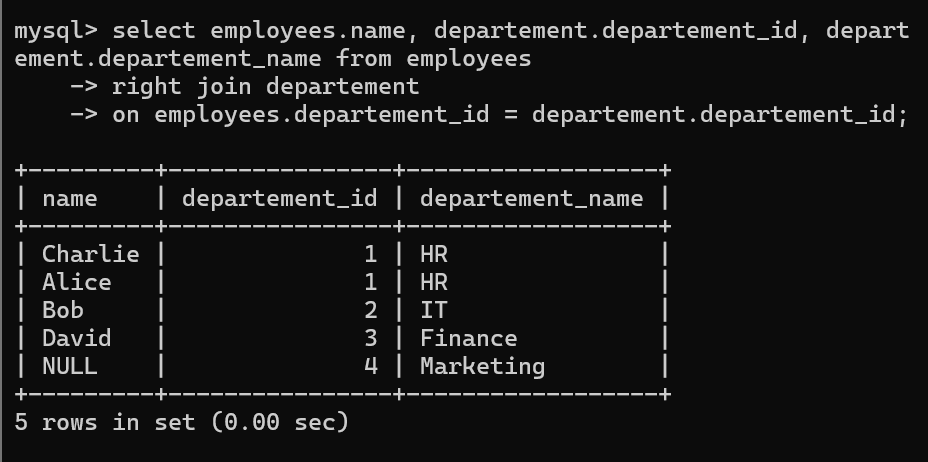 mysql> select employees.name, departement.departement_id, depart
ement.departement_name from employees
    -> right join departement
    -> on employees.departement_id = departement.departement_id;
+---------+----------------+------------------+
| name    | departement_id | departement_name |
+---------+----------------+------------------+
| Charlie |              1 | HR               |
| Alice   |              1 | HR               |
| Bob     |              2 | IT               |
| David   |              3 | Finance          |
| NULL    |              4 | Marketing        |
+---------+----------------+------------------+
5 rows in set (0.00 sec)